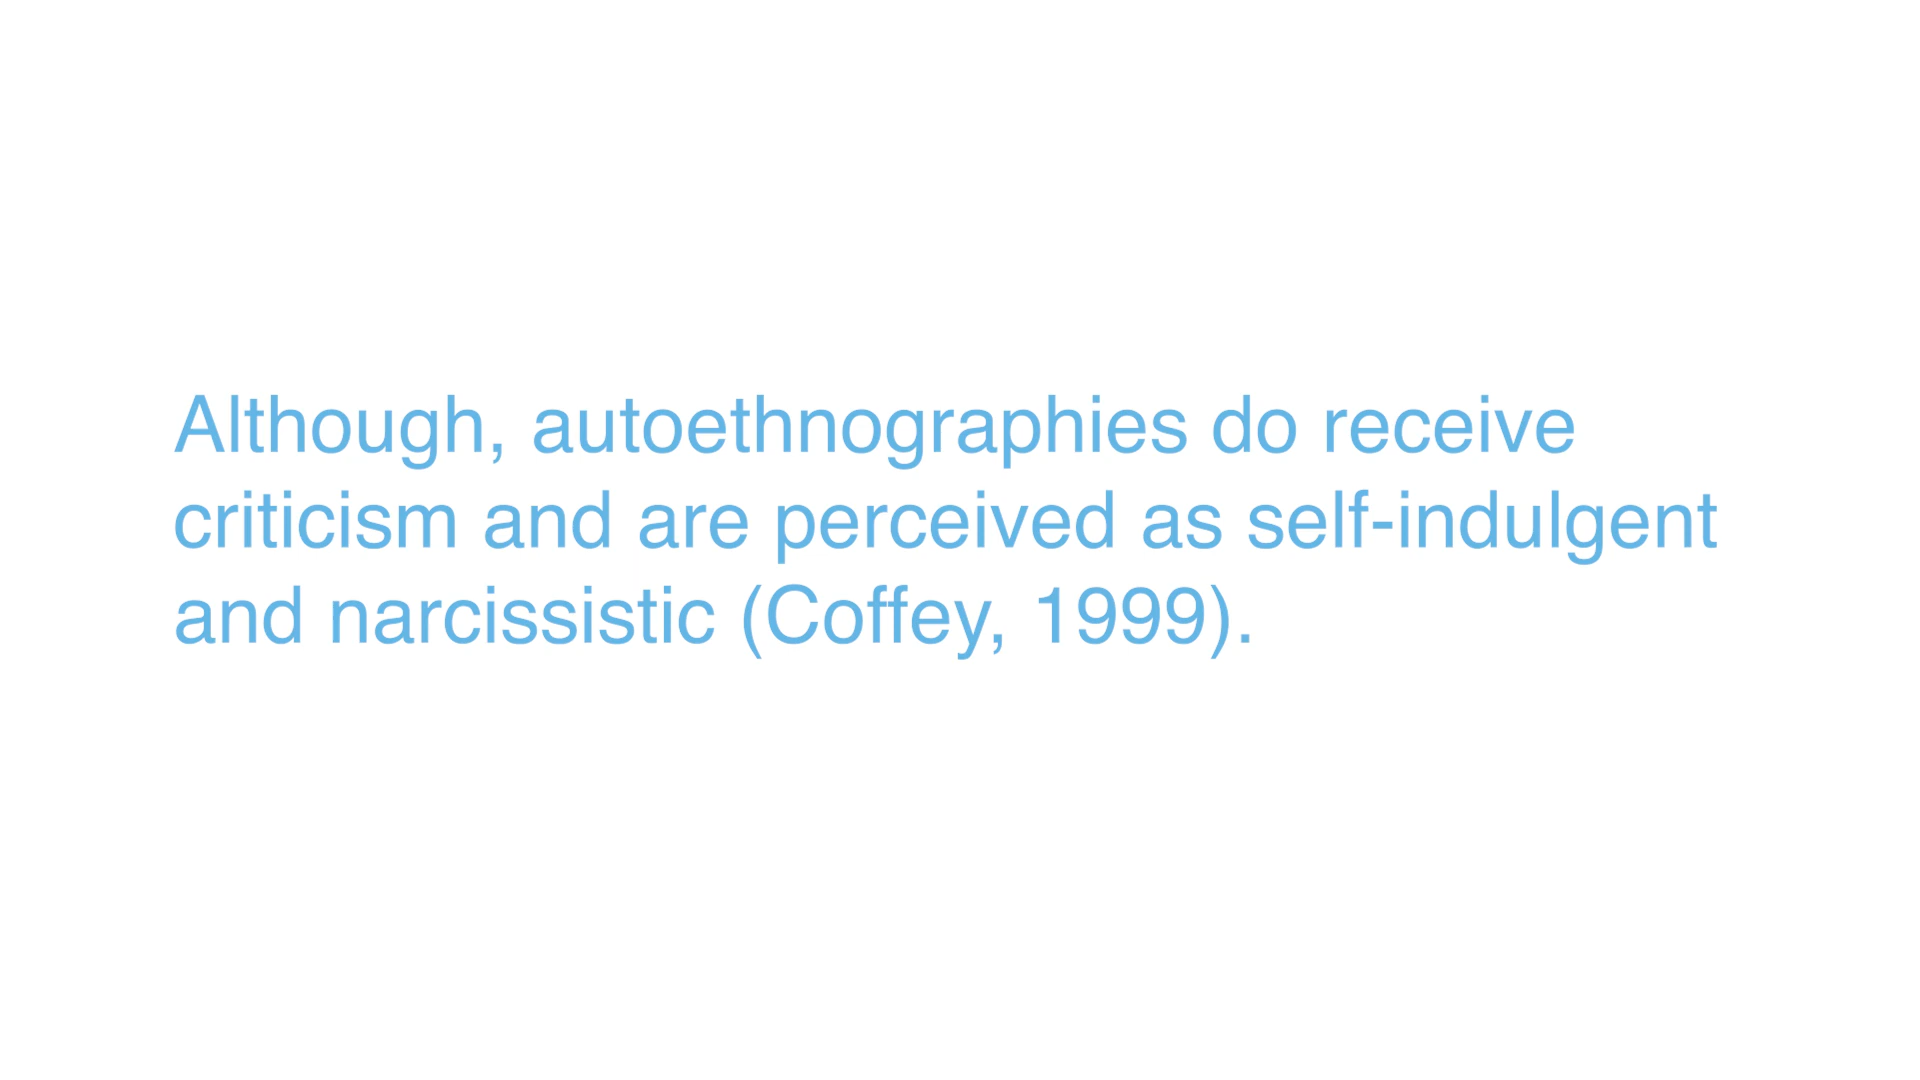 Although, autoethnographies do receive
criticism and are perceived as self-indulgent
and narcissistic (Coffey, 1999).